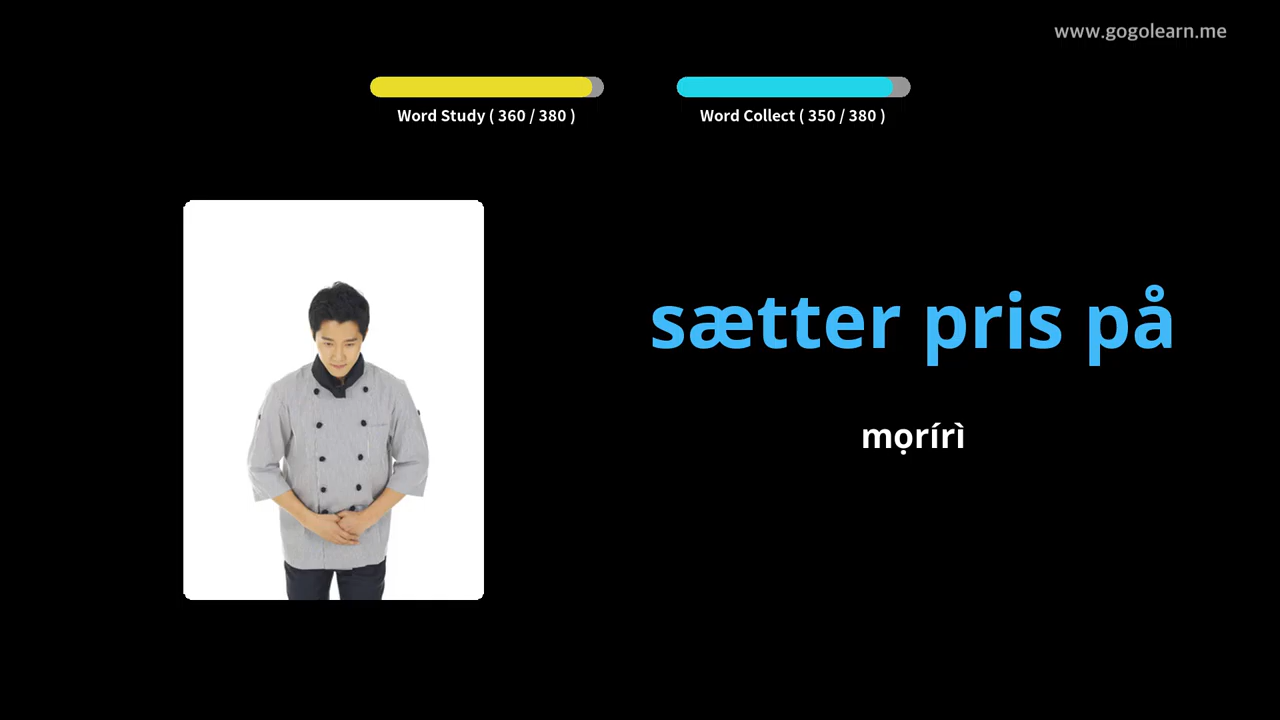 www.gogolearn.me
Word Study ( 360 / 380 )
Word Collect ( 350 / 380 )
sætter pris på
mọrírì